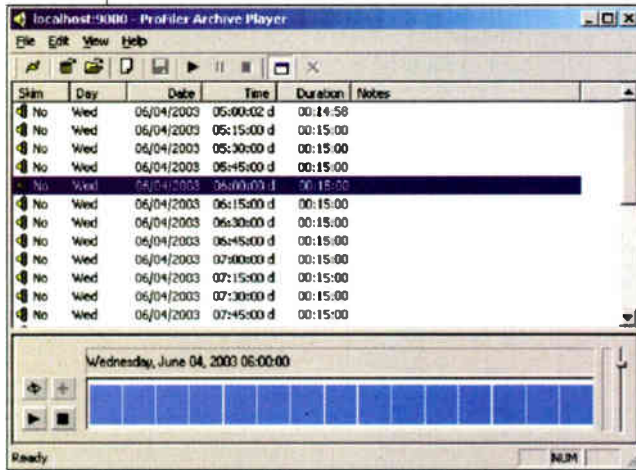 localhost:9000 - ProFiler Archive Player
File Edit View Help
Skim Day Date Time Duration Notes
No Wed 06/04/2003 05:00:02 d 00:14:58
No Wed 06/04/2003 05:15:00 d 00:15:00
No Wed 06/04/2003 05:30:00 d 00:15:00
No Wed 06/04/2003 05:45:00 d 00:15:00
No Wed 06/04/2003 06:00:00 d 00:15:00
No Wed 06/04/2003 06:15:00 d 00:15:00
No Wed 06/04/2003 06:30:00 d 00:15:00
No Wed 06/04/2003 06:45:00 d 00:15:00
No Wed 06/04/2003 07:00:00 d 00:15:00
No Wed 06/04/2003 07:15:00 d 00:15:00
No Wed 06/04/2003 07:30:00 d 00:15:00
No Wed 06/04/2003 07:45:00 d 00:15:00
Wednesday, June 04, 2003 06:00:00
Ready NUM